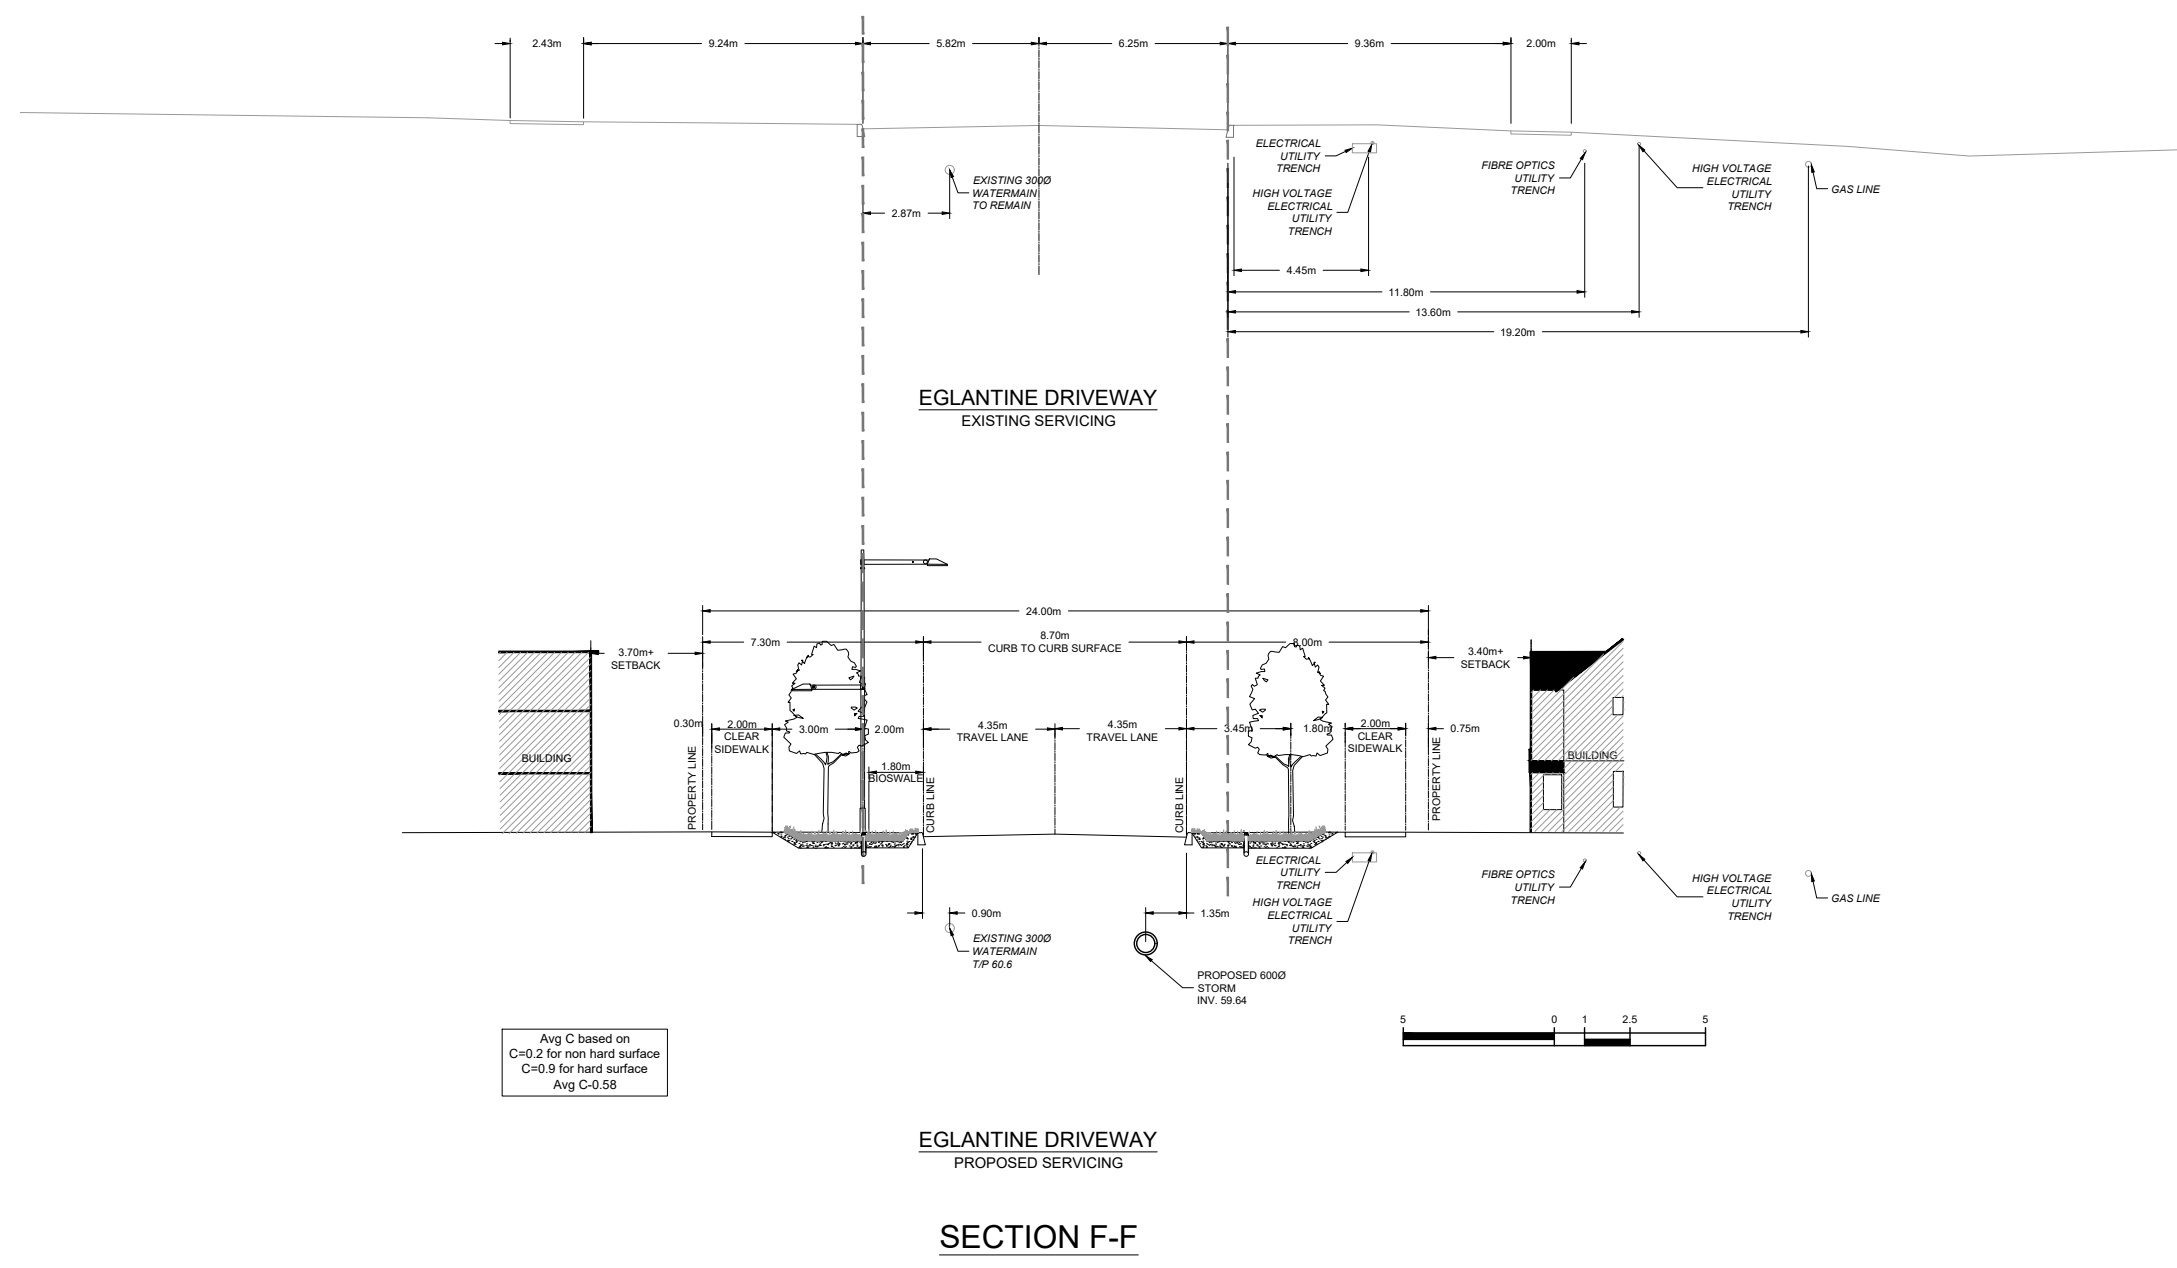 2.43m 9.24m 5.82m 6.25m 9.36m 2.00m
ELECTRICAL
UTILITY
TRENCH
HIGH VOLTAGE
ELECTRICAL
UTILITY
TRENCH
FIBRE OPTICS
UTILITY
TRENCH
HIGH VOLTAGE
ELECTRICAL
UTILITY
TRENCH
GAS LINE
EXISTING 300Ø
WATERMAIN
TO REMAIN
2.87m
4.45m
11.80m
13.60m
19.20m
EGLANTINE DRIVEWAY
EXISTING SERVICING
24.00m
7.30m
8.70m
CURB TO CURB SURFACE
8.00m
3.70m+
SETBACK
3.40m+
SETBACK
0.30m
2.00m
CLEAR
SIDEWALK
3.00m
2.00m
4.35m
TRAVEL LANE
4.35m
TRAVEL LANE
3.45m
1.80m
2.00m
CLEAR
SIDEWALK
0.75m
1.80m
BIOSWALE
BUILDING
PROPERTY LINE
CURB LINE
CURB LINE
PROPERTY LINE
BUILDING
ELECTRICAL
UTILITY
TRENCH
HIGH VOLTAGE
ELECTRICAL
UTILITY
TRENCH
FIBRE OPTICS
UTILITY
TRENCH
HIGH VOLTAGE
ELECTRICAL
UTILITY
TRENCH
GAS LINE
0.90m
EXISTING 300Ø
WATERMAIN
T/P 60.6
1.35m
PROPOSED 600Ø
STORM
INV. 59.64
5 0 1 2.5 5
Avg C based on
C=0.2 for non hard surface
C=0.9 for hard surface
Avg C-0.58
EGLANTINE DRIVEWAY
PROPOSED SERVICING
SECTION F-F